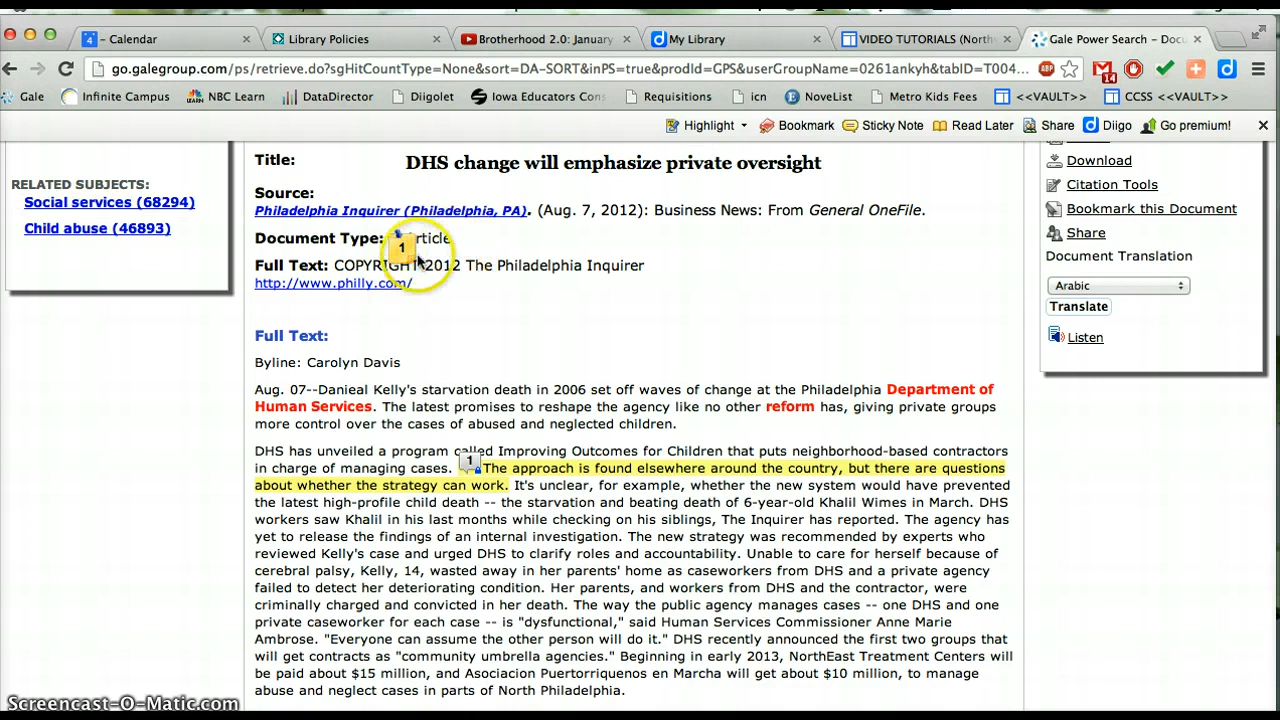 4 - Calendar
Library Policies
Brotherhood 2.0: January
My Library
VIDEO TUTORIALS (North
Gale Power Search - Docu
go.galegroup.com/ps/retrieve.do?sgHitCountType=None&sort=DA-SORT&inPS=true&prodId=GPS&userGroupName=0261ankyh&tabID=T004...
ABP
14
Gale
Infinite Campus
NBC Learn
DataDirector
Diigolet
Iowa Educators Cons
Requisitions
icn
NoveList
Metro Kids Fees
<<VAULT>>
CCSS <<VAULT>>
Highlight
Bookmark
Sticky Note
Read Later
Share
Diigo
Go premium!
RELATED SUBJECTS:
Social services (68294)
Child abuse (46893)
Title:
DHS change will emphasize private oversight
Source:
Philadelphia Inquirer (Philadelphia, PA). (Aug. 7, 2012): Business News: From General OneFile.
Document Type: Article
1
Full Text: COPYRIGHT 2012 The Philadelphia Inquirer
http://www.philly.com/
Full Text:
Byline: Carolyn Davis
Aug. 07--Danieal Kelly's starvation death in 2006 set off waves of change at the Philadelphia Department of
Human Services. The latest promises to reshape the agency like no other reform has, giving private groups
more control over the cases of abused and neglected children.
DHS has unveiled a program called Improving Outcomes for Children that puts neighborhood-based contractors
in charge of managing cases. 1 The approach is found elsewhere around the country, but there are questions
about whether the strategy can work. It's unclear, for example, whether the new system would have prevented
the latest high-profile child death -- the starvation and beating death of 6-year-old Khalil Wimes in March. DHS
workers saw Khalil in his last months while checking on his siblings, The Inquirer has reported. The agency has
yet to release the findings of an internal investigation. The new strategy was recommended by experts who
reviewed Kelly's case and urged DHS to clarify roles and accountability. Unable to care for herself because of
cerebral palsy, Kelly, 14, wasted away in her parents' home as caseworkers from DHS and a private agency
failed to detect her deteriorating condition. Her parents, and workers from DHS and the contractor, were
criminally charged and convicted in her death. The way the public agency manages cases -- one DHS and one
private caseworker for each case -- is "dysfunctional," said Human Services Commissioner Anne Marie
Ambrose. "Everyone can assume the other person will do it." DHS recently announced the first two groups that
will get contracts as "community umbrella agencies." Beginning in early 2013, NorthEast Treatment Centers will
be paid about $15 million, and Asociacion Puertorriquenos en Marcha will get about $10 million, to manage
abuse and neglect cases in parts of North Philadelphia.
Download
Citation Tools
Bookmark this Document
Share
Document Translation
Arabic
Translate
Listen
Screencast-O-Matic.com